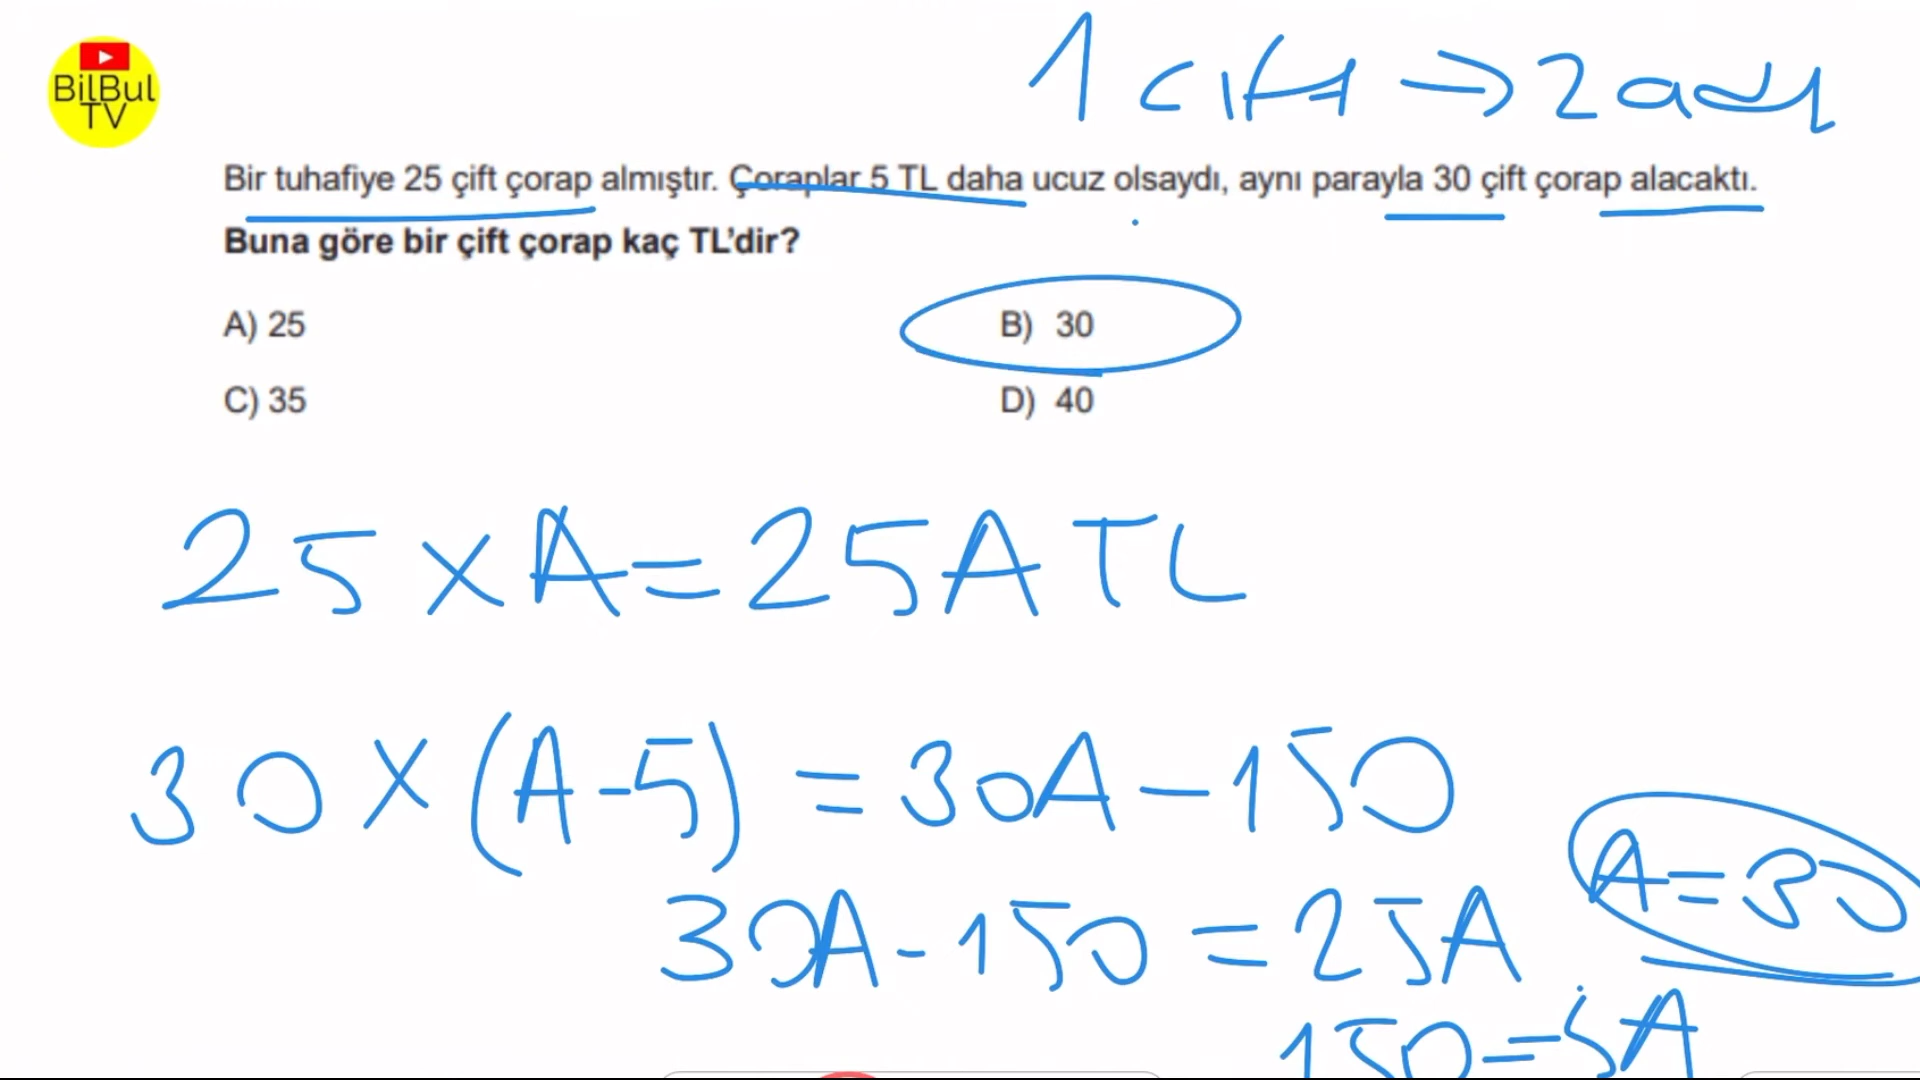 1 çift → 2 adet
BilBul
TV
Bir tuhafiye 25 çift çorap almıştır. Çoraplar 5 TL daha ucuz olsaydı, aynı parayla 30 çift çorap alacaktı.
Buna göre bir çift çorap kaç TL'dir?
A) 25 B) 30
C) 35 D) 40
25 x A = 25A TL
30 x (A - 5) = 30A - 150
A = 30
30A - 150 = 25A
150 = 5A